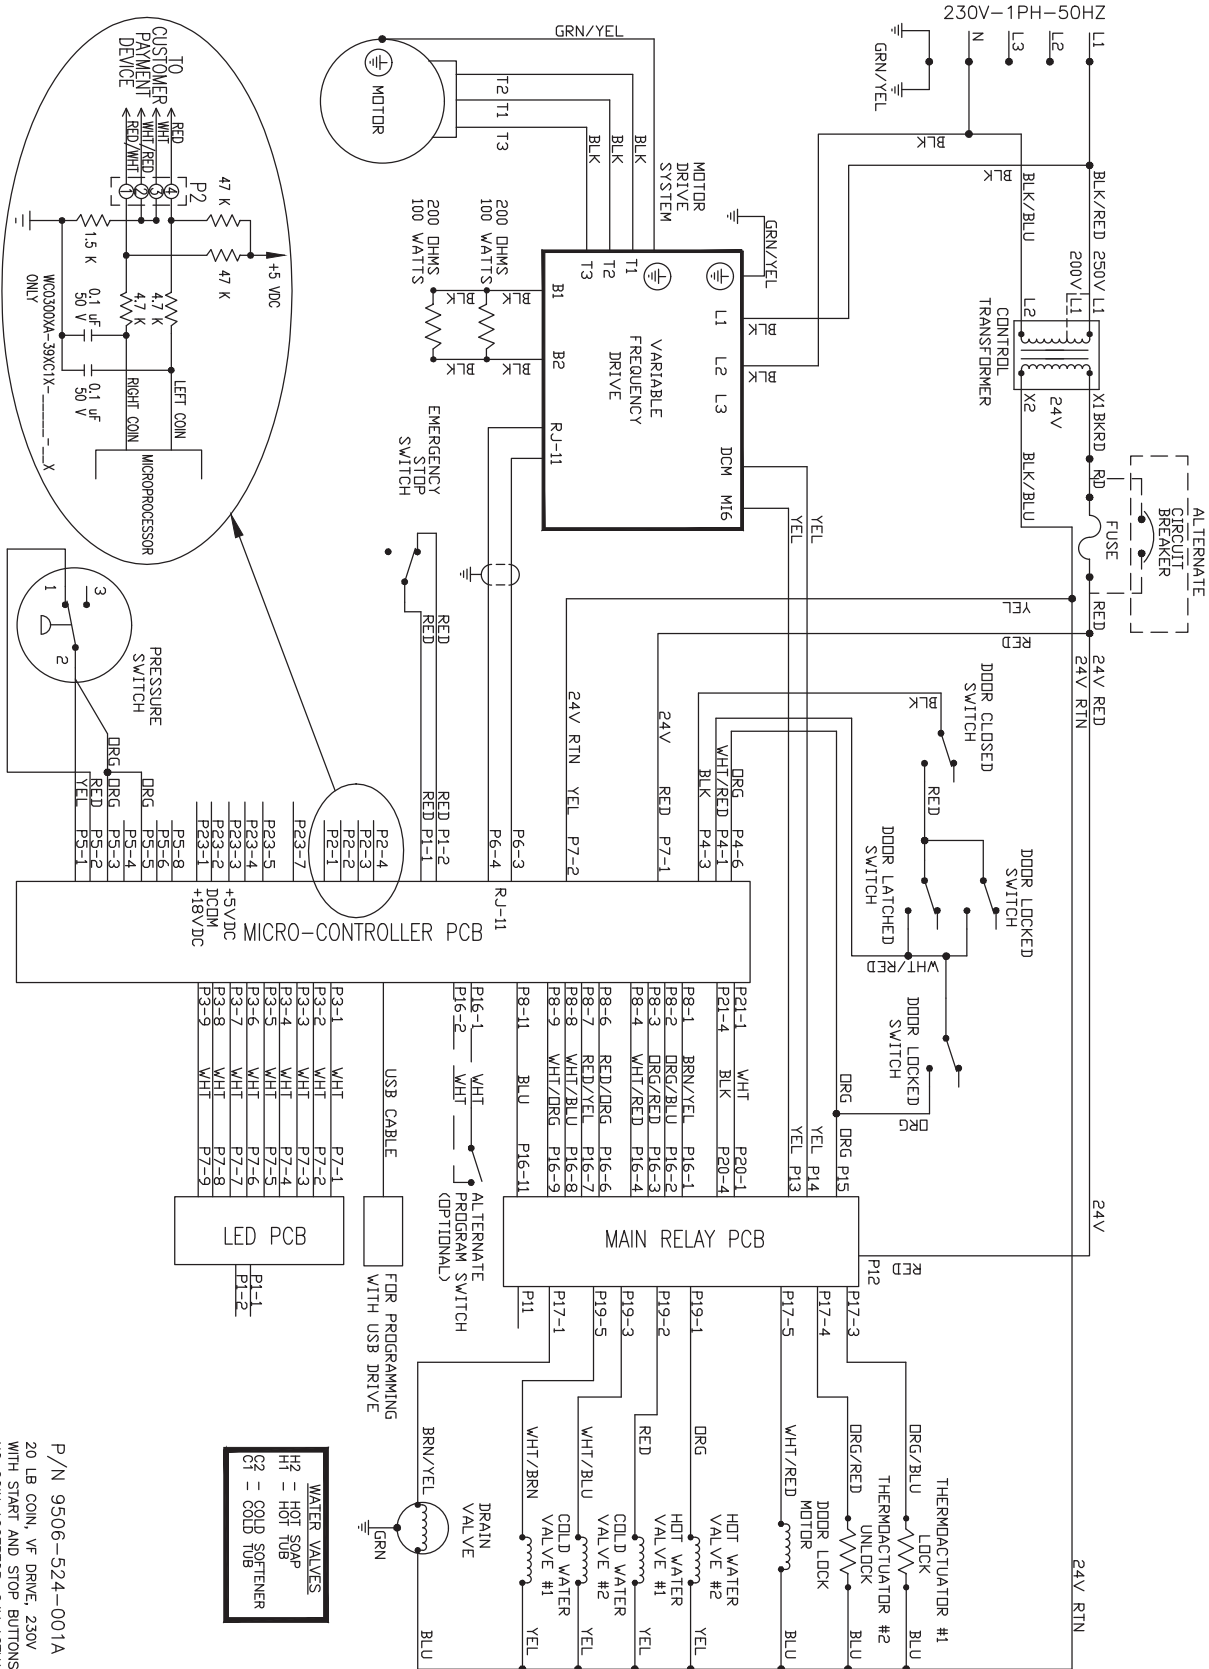 230V-1PH-50HZ
L1
L2
L3
N
GRN/YEL
BLK
BLK
BLK/RED
BLK/BLU
250V L1
200V L1
L2
CONTROL
TRANSFORMER
X1
X2
24V
BKRD
BLK/BLU
RD
FUSE
ALTERNATE
CIRCUIT
BREAKER
RED
YEL
RED
24V RED
24V RTN
24V
24V RTN
GRN/YEL
MOTOR
T2
T1
T3
BLK
BLK
BLK
MOTOR
DRIVE
SYSTEM
GRN/YEL
BLK
BLK
T1
T2
T3
L1
L2
L3
DCM
MI6
VARIABLE
FREQUENCY
DRIVE
B1
B2
RJ-11
200 OHMS
100 WATTS
200 OHMS
100 WATTS
BLK
BLK
BLK
BLK
YEL
YEL
EMERGENCY
STOP
SWITCH
RED
RED
24V RTN
YEL
P7-2
24V
RED
P7-1
DOOR CLOSED
SWITCH
BLK
RED
DOOR LATCHED
SWITCH
DOOR LOCKED
SWITCH
WHT/RED
DOOR LOCKED
SWITCH
ORG
ORG
WHT/RED
BLK
P4-6
P4-1
P4-3
TO
CUSTOMER
PAYMENT
DEVICE
RED
WHT
WHT/RED
RED/WHT
P2
4
3
2
1
47 K
47 K
+5 VDC
1.5 K
4.7 K
4.7 K
0.1 uF
50 V
0.1 uF
50 V
LEFT COIN
RIGHT COIN
MICROPROCESSOR
WC0300XA-39XC1X-______-___X
ONLY
PRESSURE
SWITCH
1
3
2
ORG
ORG
ORG
RED
YEL
P5-8
P5-6
P5-5
P5-4
P5-3
P5-2
P5-1
P23-7
P23-5
P23-4
P23-3
P23-2
P23-1
P2-4
P2-3
P2-2
P2-1
RED P1-2
RED P1-1
P6-3
P6-4
RJ-11
+5VDC
DCOM
+18VDC
MICRO-CONTROLLER PCB
P3-1 WHT P7-1
P3-2 WHT P7-2
P3-3 WHT P7-3
P3-4 WHT P7-4
P3-5 WHT P7-5
P3-6 WHT P7-6
P3-7 WHT P7-7
P3-8 WHT P7-8
P3-9 WHT P7-9
LED PCB
P1-1
P1-2
USB CABLE
FOR PROGRAMMING
WITH USB DRIVE
P16-1 WHT
P16-2 WHT
ALTERNATE
PROGRAM SWITCH
(OPTIONAL)
P21-1 WHT P20-1
P21-4 BLK P20-4
P8-1 BRN/YEL P16-1
P8-2 ORG/BLU P16-2
P8-3 ORG/RED P16-3
P8-4 WHT/RED P16-4
P8-6 RED/ORG P16-6
P8-7 RED/YEL P16-7
P8-8 WHT/BLU P16-8
P8-9 WHT/ORG P16-9
P8-11 BLU P16-11
ORG
ORG P15
YEL P14
YEL P13
MAIN RELAY PCB
P12
RED
P17-3
P17-4
P17-5
P19-1
P19-2
P19-3
P19-5
P17-1
P11
ORG/BLU
THERMOACTUATOR #1
LOCK
BLU
ORG/RED
THERMOACTUATOR #2
UNLOCK
BLU
WHT/RED
DOOR LOCK
MOTOR
BLU
ORG
HOT WATER
VALVE #2
YEL
RED
HOT WATER
VALVE #1
YEL
WHT/BLU
COLD WATER
VALVE #2
YEL
WHT/BRN
COLD WATER
VALVE #1
YEL
BRN/YEL
DRAIN
VALVE
GRN
BLU
WATER VALVES
H2 - HOT SOAP
H1 - HOT TUB
C2 - COLD SOFTENER
C1 - COLD TUB
P/N 9506-524-001A
20 LB COIN, VF DRIVE, 230V
WITH START AND STOP BUTTONS